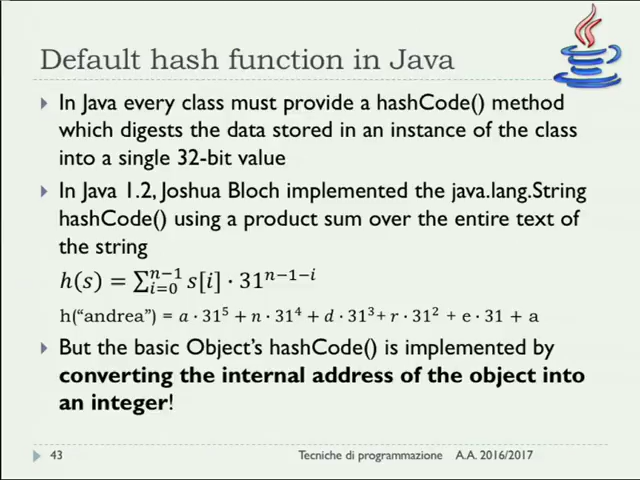 Default hash function in Java
In Java every class must provide a hashCode() method
which digests the data stored in an instance of the class
into a single 32-bit value
In Java 1.2, Joshua Bloch implemented the java.lang.String
hashCode() using a product sum over the entire text of
the string
h(s) = ∑ⁿ⁻¹ᵢ₌₀ s[i] · 31ⁿ⁻¹⁻ⁱ
h(“andrea”) = a · 31⁵ + n · 31⁴ + d · 31³+ r · 31² + e · 31 + a
But the basic Object’s hashCode() is implemented by
converting the internal address of the object into
an integer!
43 Tecniche di programmazione A.A. 2016/2017